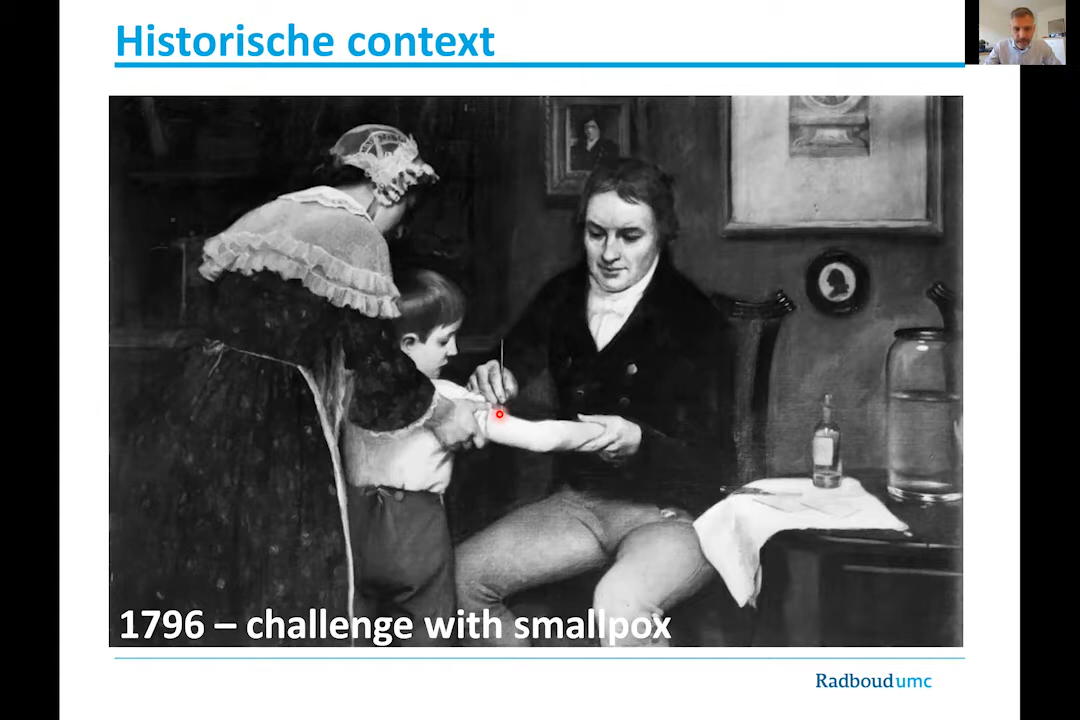 Historische context
1796 – challenge with smallpox
Radboudumc